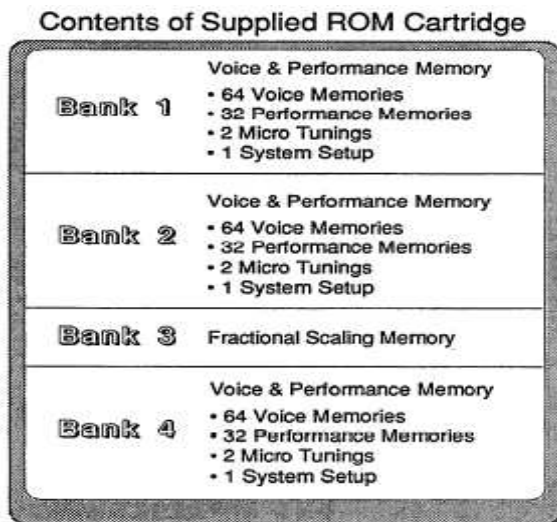 Contents of Supplied ROM Cartridge
Bank 1
Voice & Performance Memory
• 64 Voice Memories
• 32 Performance Memories
• 2 Micro Tunings
• 1 System Setup
Bank 2
Voice & Performance Memory
• 64 Voice Memories
• 32 Performance Memories
• 2 Micro Tunings
• 1 System Setup
Bank 3
Fractional Scaling Memory
Bank 4
Voice & Performance Memory
• 64 Voice Memories
• 32 Performance Memories
• 2 Micro Tunings
• 1 System Setup